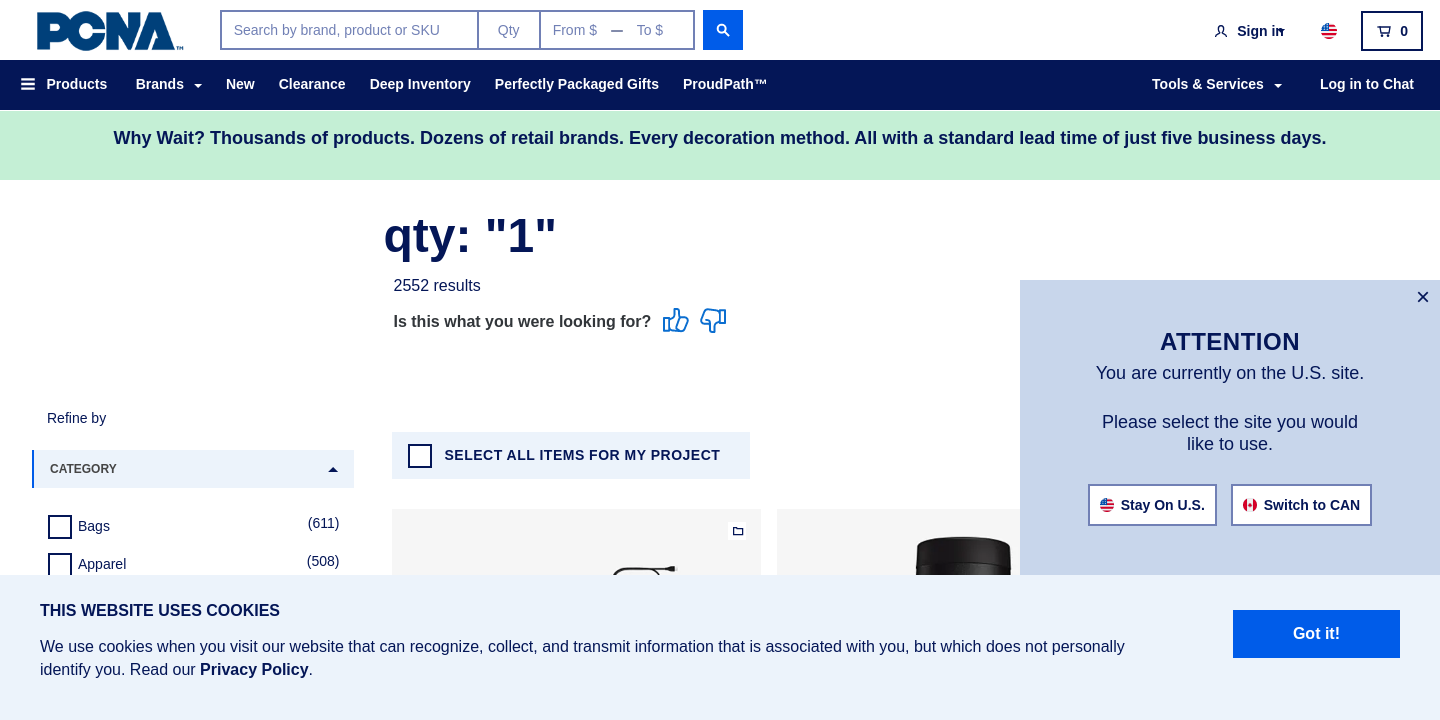 PCNA™
Search by brand, product or SKU
Qty
From $ — To $
Sign in
0
Products
Brands
New
Clearance
Deep Inventory
Perfectly Packaged Gifts
ProudPath™
Tools & Services
Log in to Chat
Why Wait? Thousands of products. Dozens of retail brands. Every decoration method. All with a standard lead time of just five business days.
qty: "1"
2552 results
Is this what you were looking for?
×
ATTENTION
You are currently on the U.S. site.
Please select the site you would
like to use.
Stay On U.S.
Switch to CAN
Refine by
CATEGORY
SELECT ALL ITEMS FOR MY PROJECT
Bags (611)
Apparel (508)
THIS WEBSITE USES COOKIES
We use cookies when you visit our website that can recognize, collect, and transmit information that is associated with you, but which does not personally
identify you. Read our Privacy Policy.
Got it!